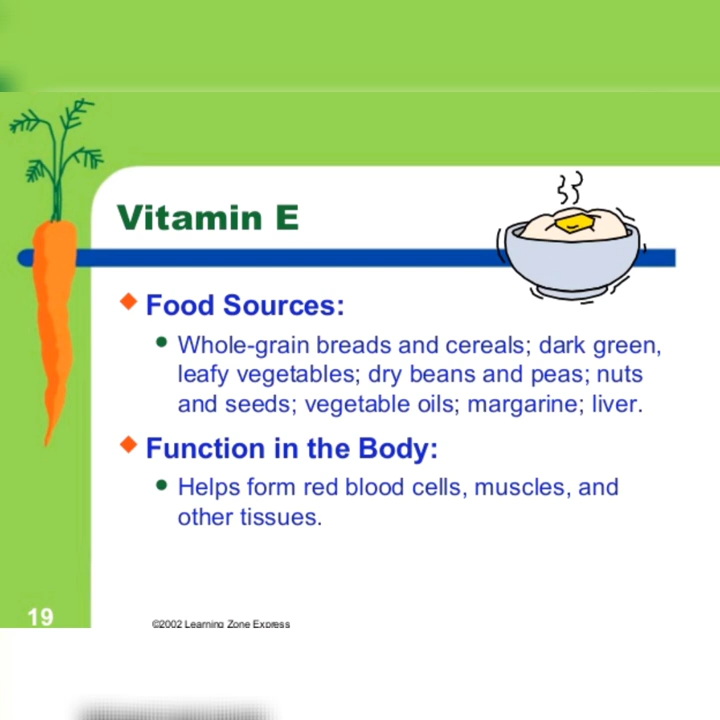 Vitamin E
Food Sources:
Whole-grain breads and cereals; dark green,
leafy vegetables; dry beans and peas; nuts
and seeds; vegetable oils; margarine; liver.
Function in the Body:
Helps form red blood cells, muscles, and
other tissues.
19
©2002 Learning Zone Express